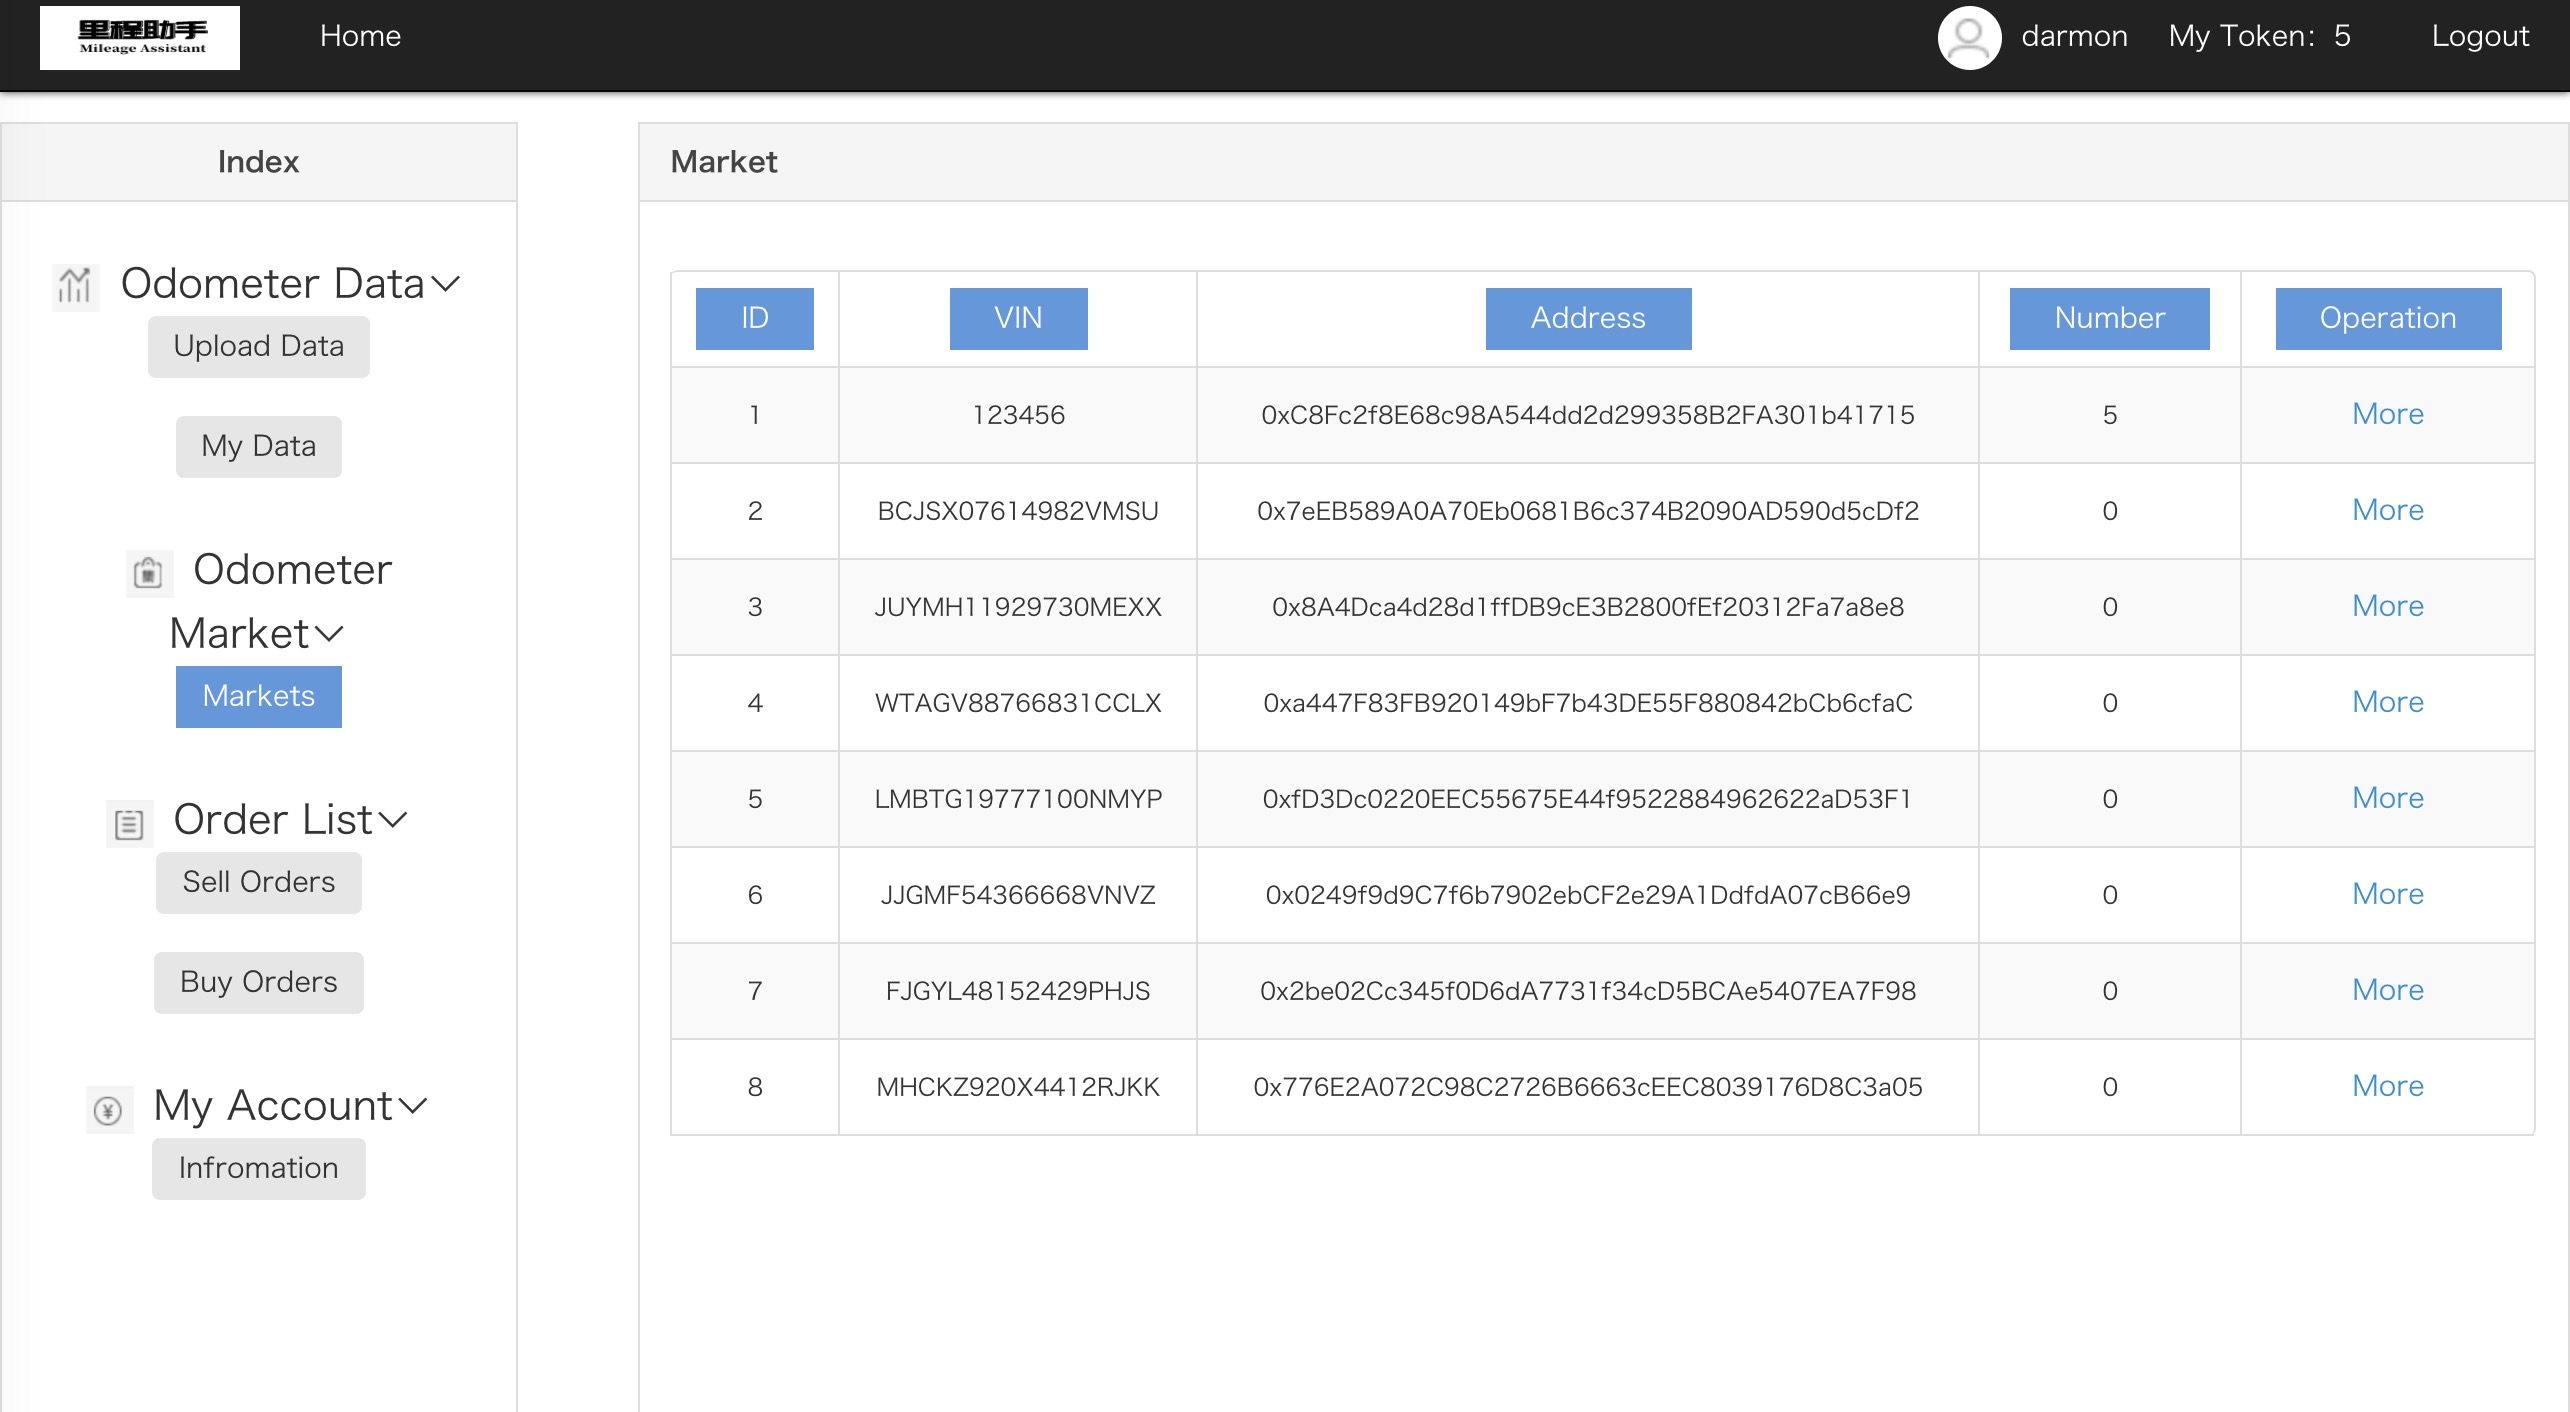 里程助手
Mileage Assistant
Home
darmon
My Token: 5
Logout
Index
Odometer Data
Upload Data
My Data
Odometer
Market
Markets
Order List
Sell Orders
Buy Orders
My Account
Infromation
Market
ID VIN Address Number Operation
1 123456 0xC8Fc2f8E68c98A544dd2d299358B2FA301b41715 5 More
2 BCJSX07614982VMSU 0x7eEB589A0A70Eb0681B6c374B2090AD590d5cDf2 0 More
3 JUYMH11929730MEXX 0x8A4Dca4d28d1ffDB9cE3B2800fEf20312Fa7a8e8 0 More
4 WTAGV88766831CCLX 0xa447F83FB920149bF7b43DE55F880842bCb6cfaC 0 More
5 LMBTG19777100NMYP 0xfD3Dc0220EEC55675E44f9522884962622aD53F1 0 More
6 JJGMF54366668VNVZ 0x0249f9d9C7f6b7902ebCF2e29A1DdfdA07cB66e9 0 More
7 FJGYL48152429PHJS 0x2be02Cc345f0D6dA7731f34cD5BCAe5407EA7F98 0 More
8 MHCKZ920X4412RJKK 0x776E2A072C98C2726B6663cEEC8039176D8C3a05 0 More